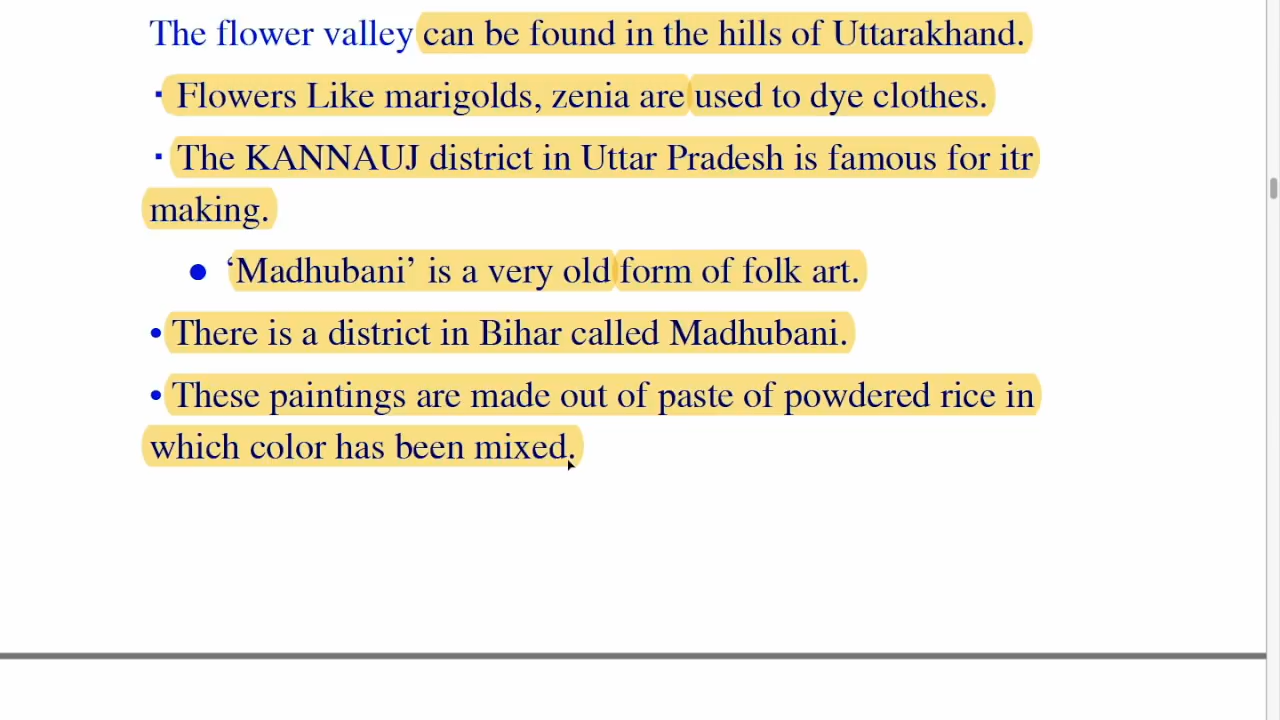 The flower valley can be found in the hills of Uttarakhand.
▪ Flowers Like marigolds, zenia are used to dye clothes.
▪ The KANNAUJ district in Uttar Pradesh is famous for itr
making.
● ‘Madhubani’ is a very old form of folk art.
• There is a district in Bihar called Madhubani.
• These paintings are made out of paste of powdered rice in
which color has been mixed.